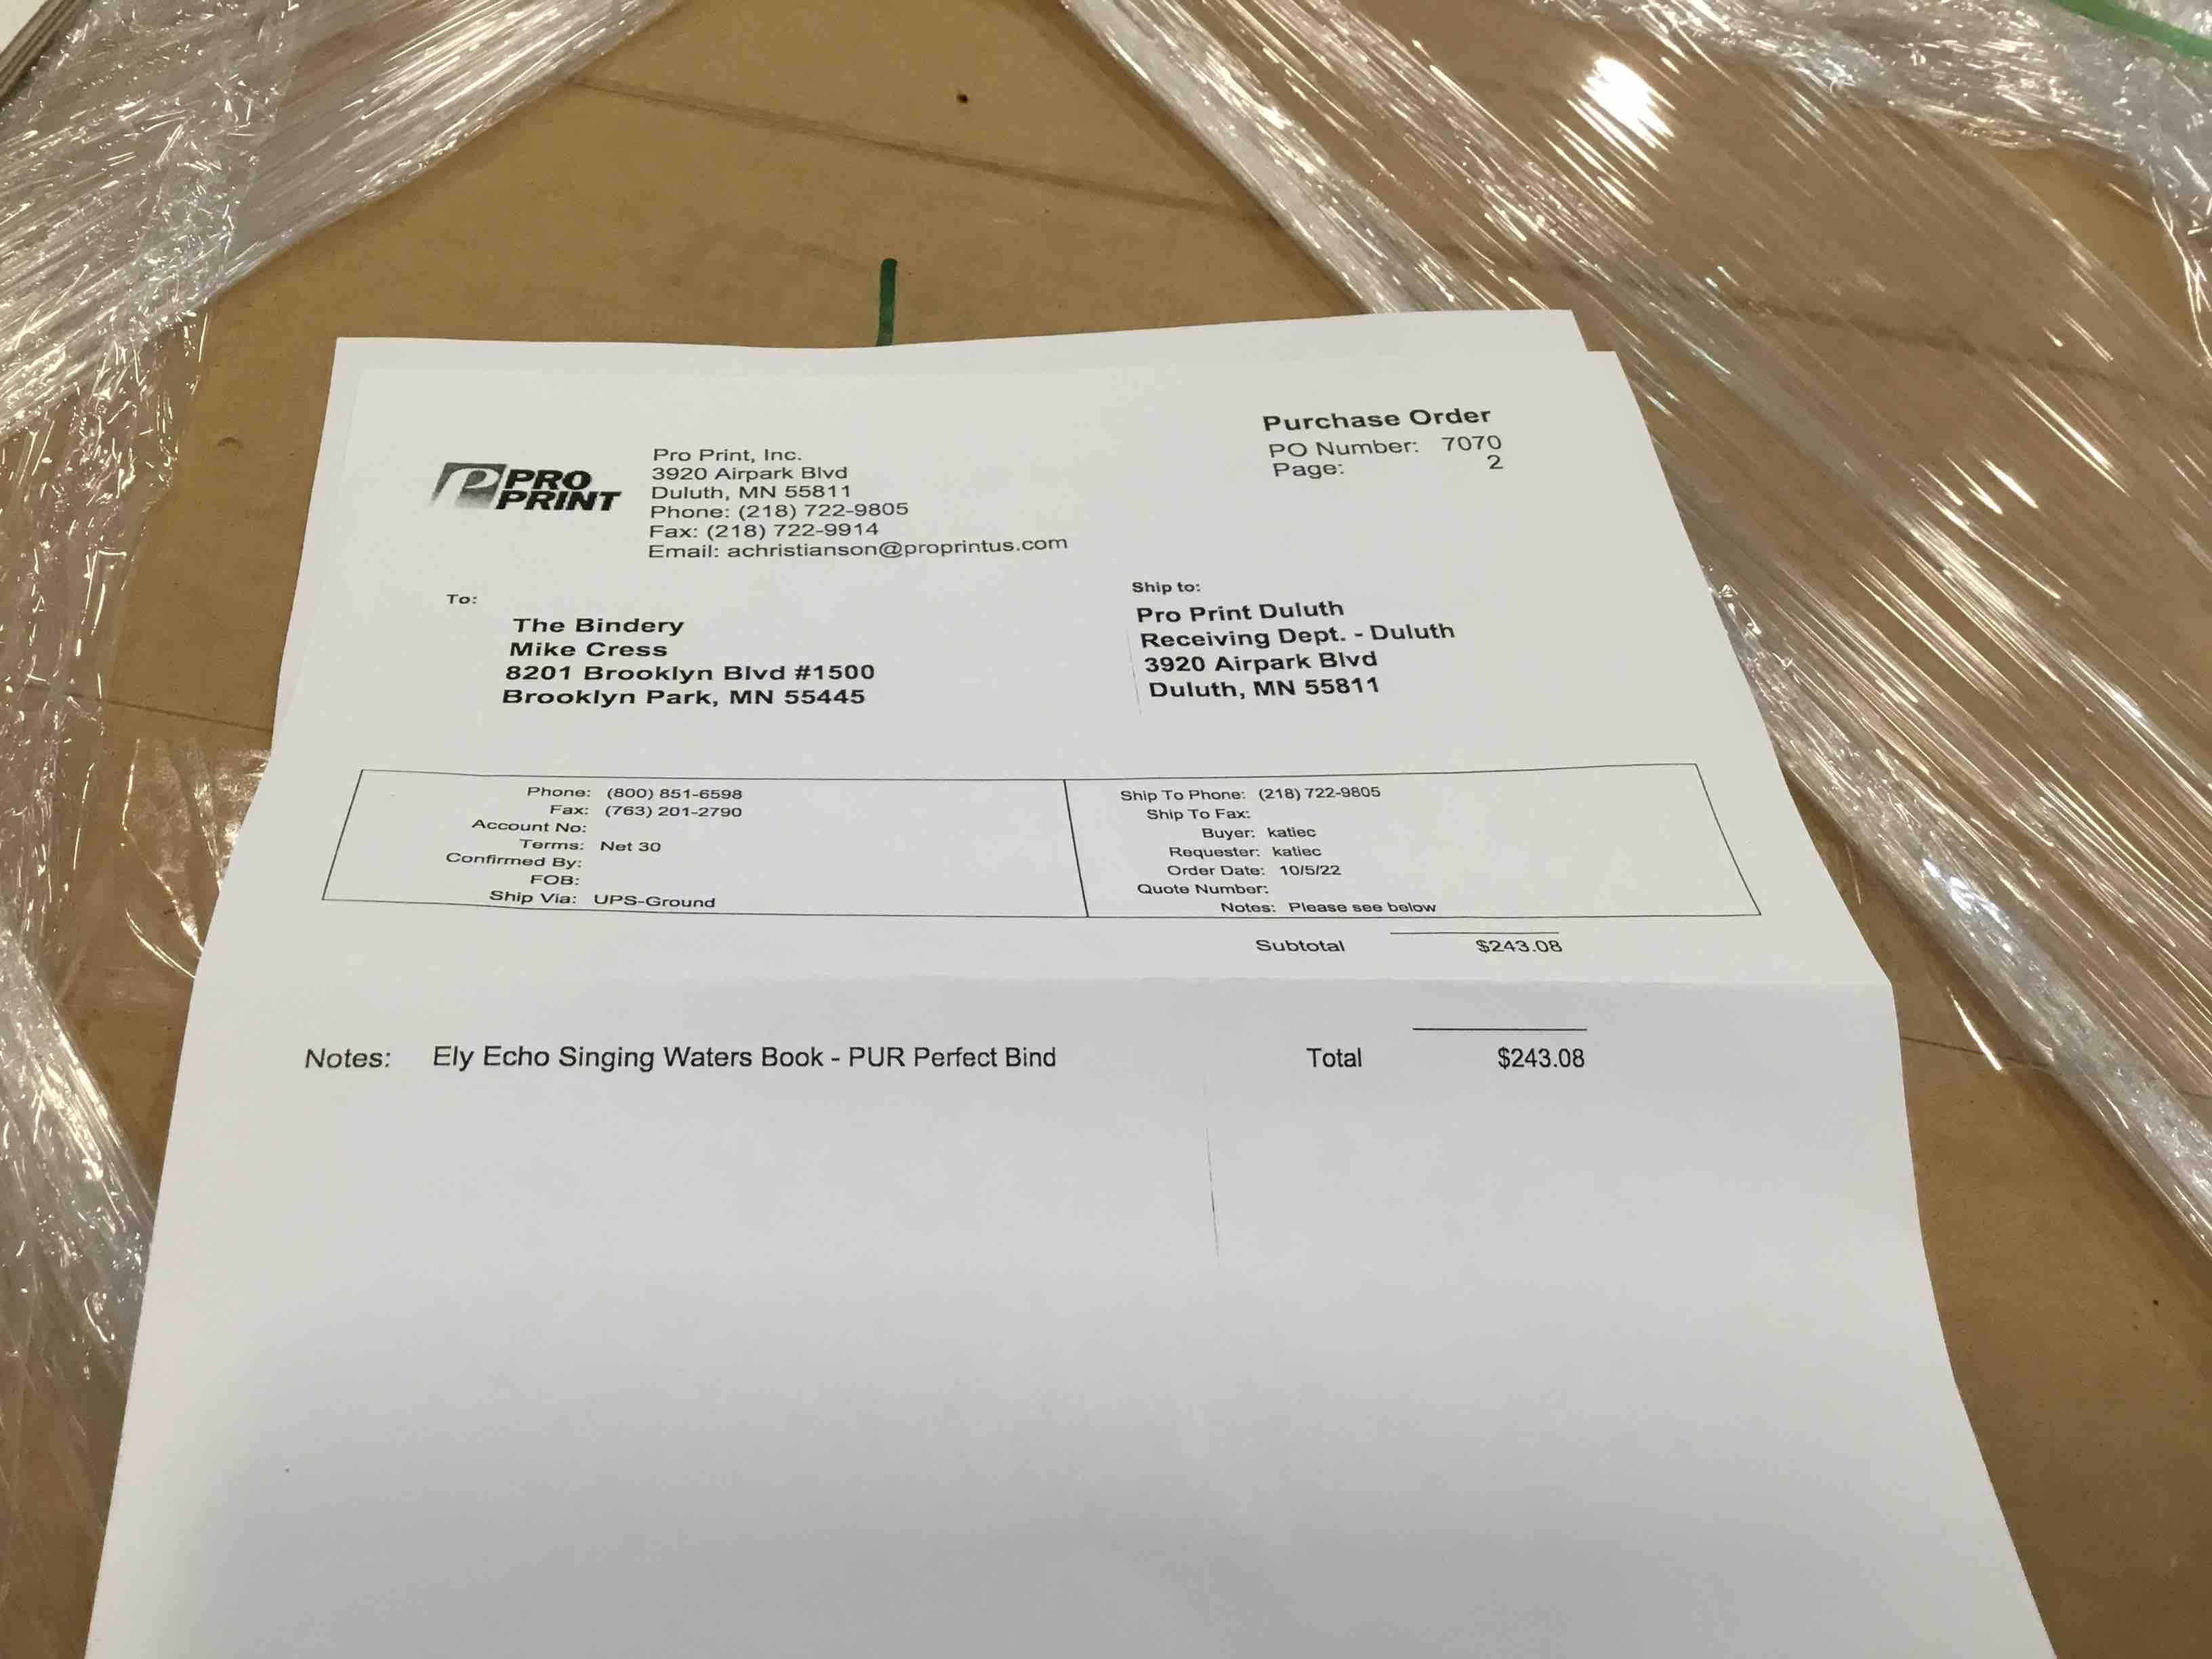 Purchase Order
PO Number: 7070
Page: 2
PRO
PRINT
Pro Print, Inc.
3920 Airpark Blvd
Duluth, MN 55811
Phone: (218) 722-9805
Fax: (218) 722-9914
Email: achristianson@proprintus.com
To:
The Bindery
Mike Cress
8201 Brooklyn Blvd #1500
Brooklyn Park, MN 55445
Ship to:
Pro Print Duluth
Receiving Dept. - Duluth
3920 Airpark Blvd
Duluth, MN 55811
Phone: (800) 851-6598
Fax: (763) 201-2790
Account No:
Terms: Net 30
Confirmed By:
FOB:
Ship Via: UPS-Ground
Ship To Phone: (218) 722-9805
Ship To Fax:
Buyer: katiec
Requester: katiec
Order Date: 10/5/22
Quote Number:
Notes: Please see below
Subtotal $243.08
Notes: Ely Echo Singing Waters Book - PUR Perfect Bind
Total $243.08